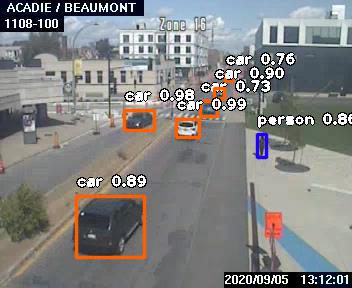 ACADIE / BEAUMONT
1108-100
Zone 16
car 0.76
car 0.90
car 0.73
car 0.98
car 0.99
person 0.86
car 0.89
2020/09/05 13:12:01